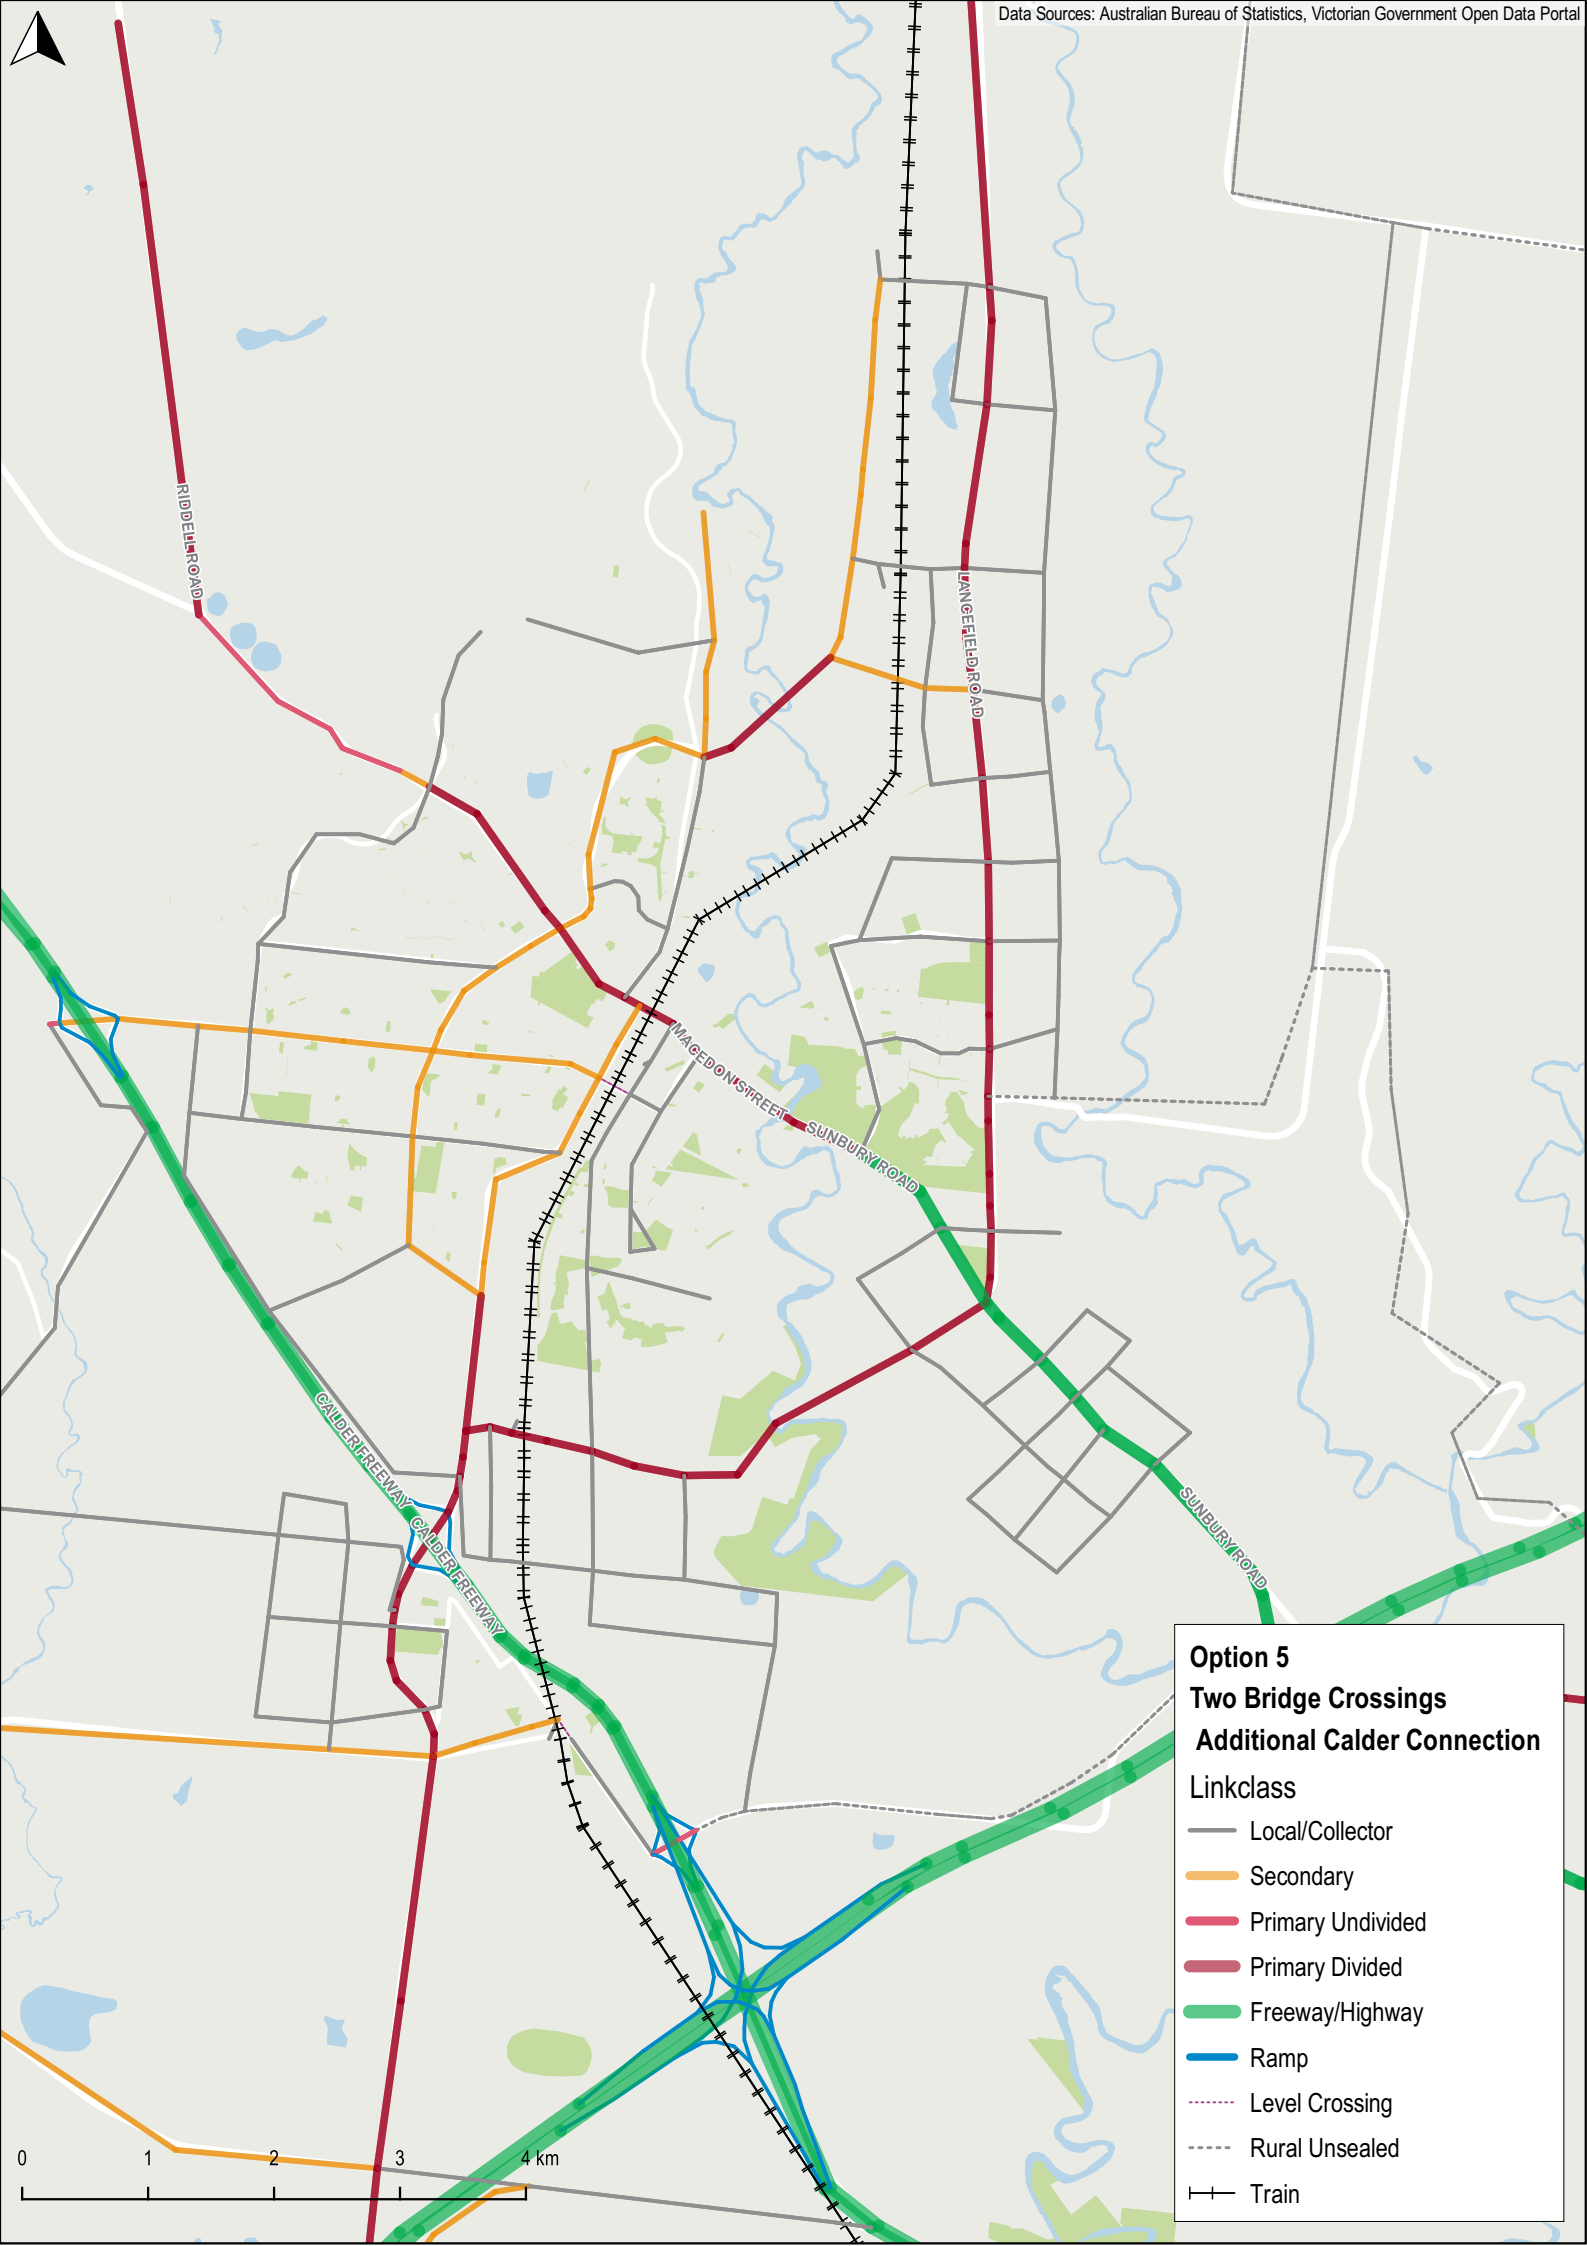 Data Sources: Australian Bureau of Statistics, Victorian Government Open Data Portal
RIDDELL ROAD
LANCEFIELD ROAD
MACEDON STREET
SUNBURY ROAD
CALDER FREEWAY
CALDER FREEWAY
SUNBURY ROAD
Option 5
Two Bridge Crossings
Additional Calder Connection
Linkclass
Local/Collector
Secondary
Primary Undivided
Primary Divided
Freeway/Highway
Ramp
Level Crossing
Rural Unsealed
Train
0 1 2 3 4 km